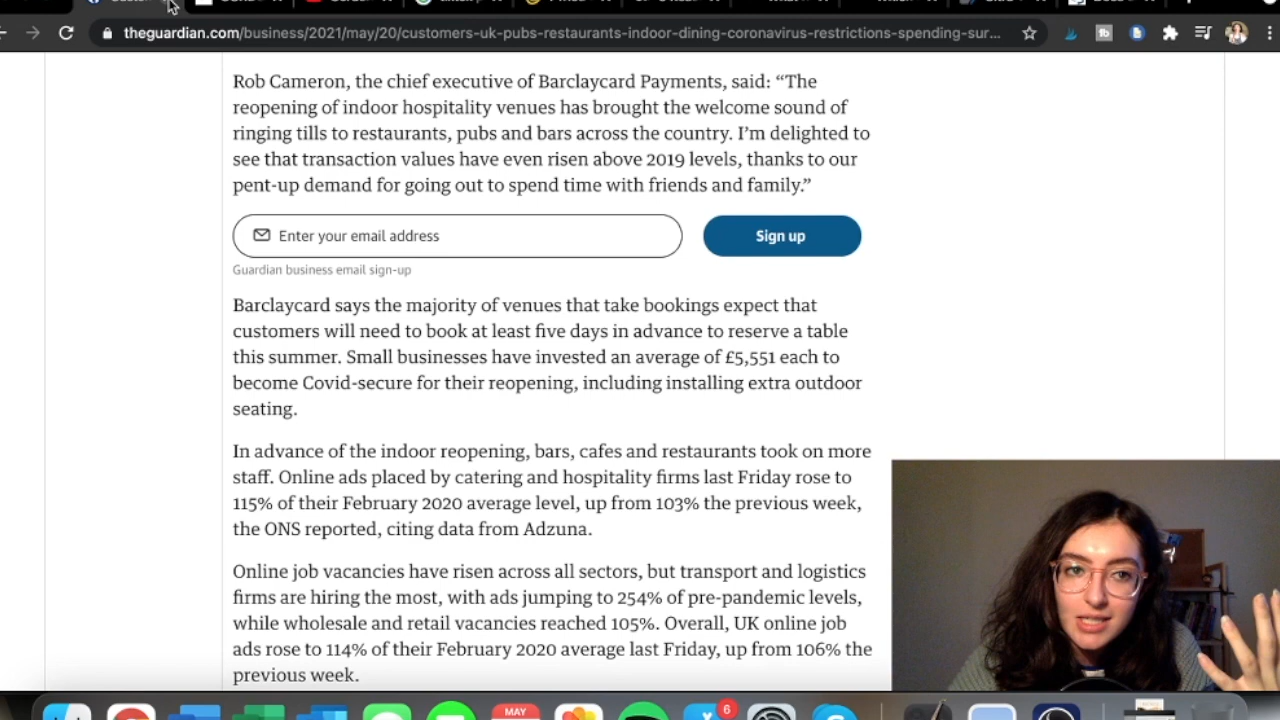 theguardian.com/business/2021/may/20/customers-uk-pubs-restaurants-indoor-dining-coronavirus-restrictions-spending-sur...
Rob Cameron, the chief executive of Barclaycard Payments, said: “The
reopening of indoor hospitality venues has brought the welcome sound of
ringing tills to restaurants, pubs and bars across the country. I’m delighted to
see that transaction values have even risen above 2019 levels, thanks to our
pent-up demand for going out to spend time with friends and family.”
Enter your email address
Sign up
Guardian business email sign-up
Barclaycard says the majority of venues that take bookings expect that
customers will need to book at least five days in advance to reserve a table
this summer. Small businesses have invested an average of £5,551 each to
become Covid-secure for their reopening, including installing extra outdoor
seating.
In advance of the indoor reopening, bars, cafes and restaurants took on more
staff. Online ads placed by catering and hospitality firms last Friday rose to
115% of their February 2020 average level, up from 103% the previous week,
the ONS reported, citing data from Adzuna.
Online job vacancies have risen across all sectors, but transport and logistics
firms are hiring the most, with ads jumping to 254% of pre-pandemic levels,
while wholesale and retail vacancies reached 105%. Overall, UK online job
ads rose to 114% of their February 2020 average last Friday, up from 106% the
previous week.
MAY
6